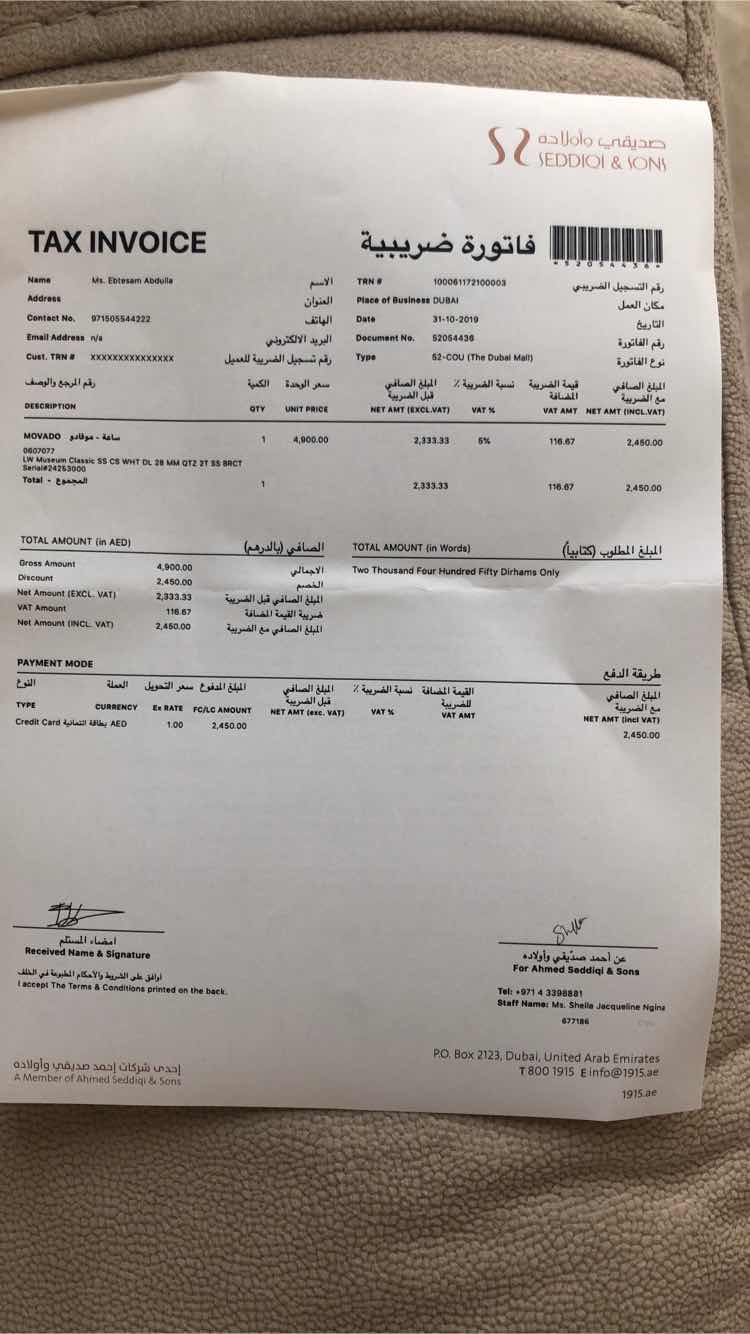 صديقي وأولاده
SEDDIQI & SONS
TAX INVOICE فاتورة ضريبية
*52054436*
Name Ms. Ebtesam Abdulla الاسم
Address العنوان
Contact No. 971505544222 الهاتف
Email Address n/a البريد الالكتروني
Cust. TRN # XXXXXXXXXXXXXXX رقم تسجيل الضريبة للعميل
TRN # 100061172100003 رقم التسجيل الضريبي
Place of Business DUBAI مكان العمل
Date 31-10-2019 التاريخ
Document No. 52054436 رقم الفاتورة
Type 52-COU (The Dubai Mall) نوع الفاتورة
رقم المرجع والوصف الكمية سعر الوحدة المبلغ الصافي قبل الضريبة نسبة الضريبة ٪ قيمة الضريبة المضافة المبلغ الصافي مع الضريبة
DESCRIPTION QTY UNIT PRICE NET AMT (EXCL.VAT) VAT % VAT AMT NET AMT (INCL.VAT)
MOVADO ساعة - موفادو 1 4,900.00 2,333.33 5% 116.67 2,450.00
0607077
LW Museum Classic SS CS WHT DL 28 MM QTZ 2T SS BRCT
Serial#24253000
Total - المجموع 1 2,333.33 116.67 2,450.00
TOTAL AMOUNT (in AED) الصافي (بالدرهم)
Gross Amount 4,900.00 الاجمالي
Discount 2,450.00 الخصم
Net Amount (EXCL. VAT) 2,333.33 المبلغ الصافي قبل الضريبة
VAT Amount 116.67 ضريبة القيمة المضافة
Net Amount (INCL. VAT) 2,450.00 المبلغ الصافي مع الضريبة
TOTAL AMOUNT (in Words) المبلغ المطلوب (كتابياً)
Two Thousand Four Hundred Fifty Dirhams Only
PAYMENT MODE طريقة الدفع
النوع العملة سعر التحويل المبلغ المدفوع المبلغ الصافي قبل الضريبة نسبة الضريبة ٪ القيمة المضافة للضريبة المبلغ الصافي مع الضريبة
TYPE CURRENCY Ex RATE FC/LC AMOUNT NET AMT (exc. VAT) VAT % VAT AMT NET AMT (incl VAT)
Credit Card بطاقة ائتمانية AED 1.00 2,450.00 2,450.00
امضاء المستلم
Received Name & Signature
اوافق على الشروط والأحكام المطبوعة في الخلف
I accept The Terms & Conditions printed on the back.
عن أحمد صدّيقي وأولاده
For Ahmed Seddiqi & Sons
Tel: +971 4 3398881
Staff Name: Ms. Sheila Jacqueline Ngina
677186
إحدى شركات أحمد صديقي وأولاده
A Member of Ahmed Seddiqi & Sons
P.O. Box 2123, Dubai, United Arab Emirates
T 800 1915 E info@1915.ae
1915.ae